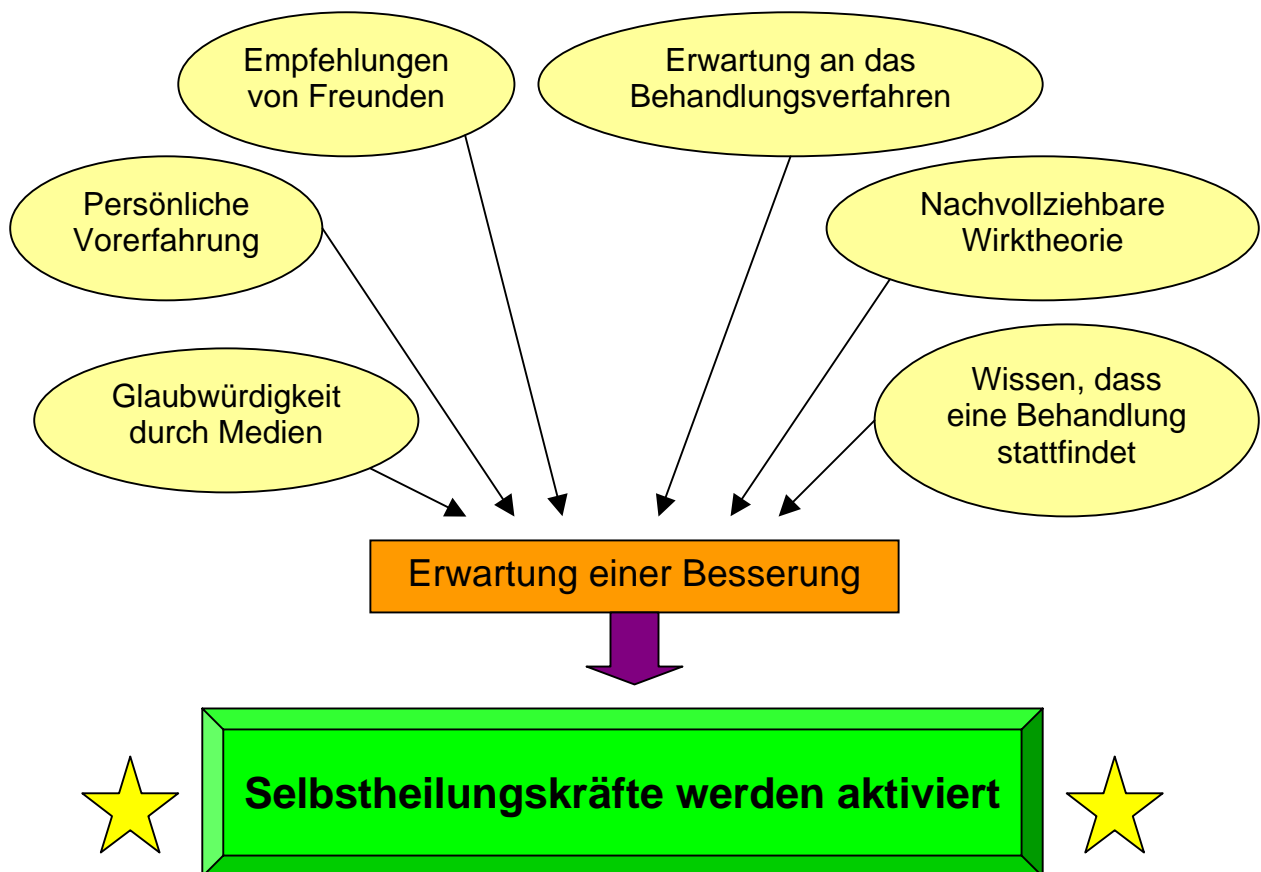 Empfehlungen
von Freunden
Erwartung an das
Behandlungsverfahren
Persönliche
Vorerfahrung
Nachvollziehbare
Wirktheorie
Glaubwürdigkeit
durch Medien
Wissen, dass
eine Behandlung
stattfindet
Erwartung einer Besserung
Selbstheilungskräfte werden aktiviert